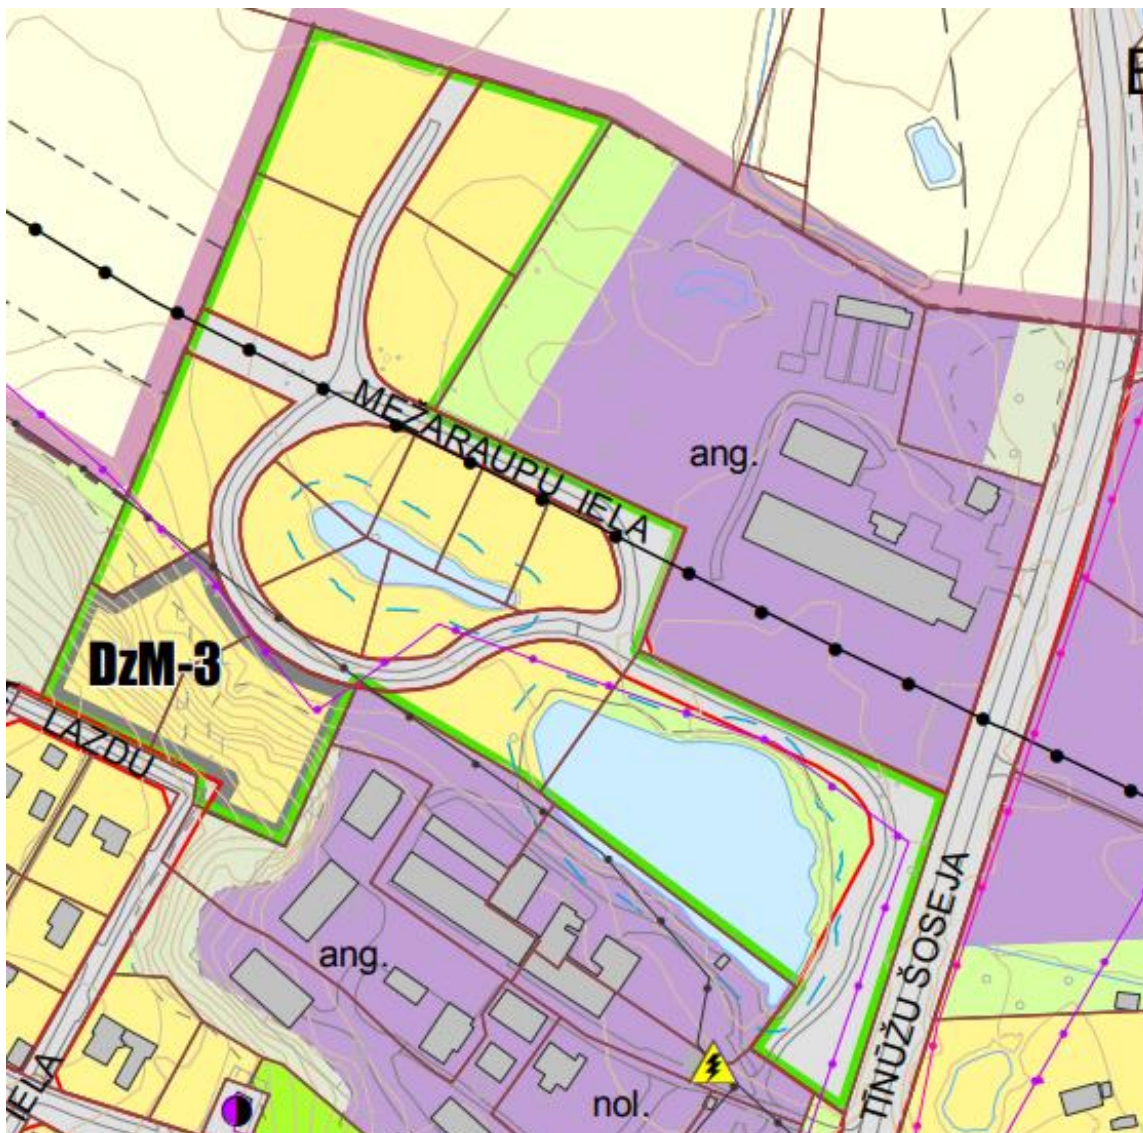 MEŽARAUPU IELA
ang.
DzM-3
LAZDU
ang.
TĪNŪŽU ŠOSEJA
IELA
nol.